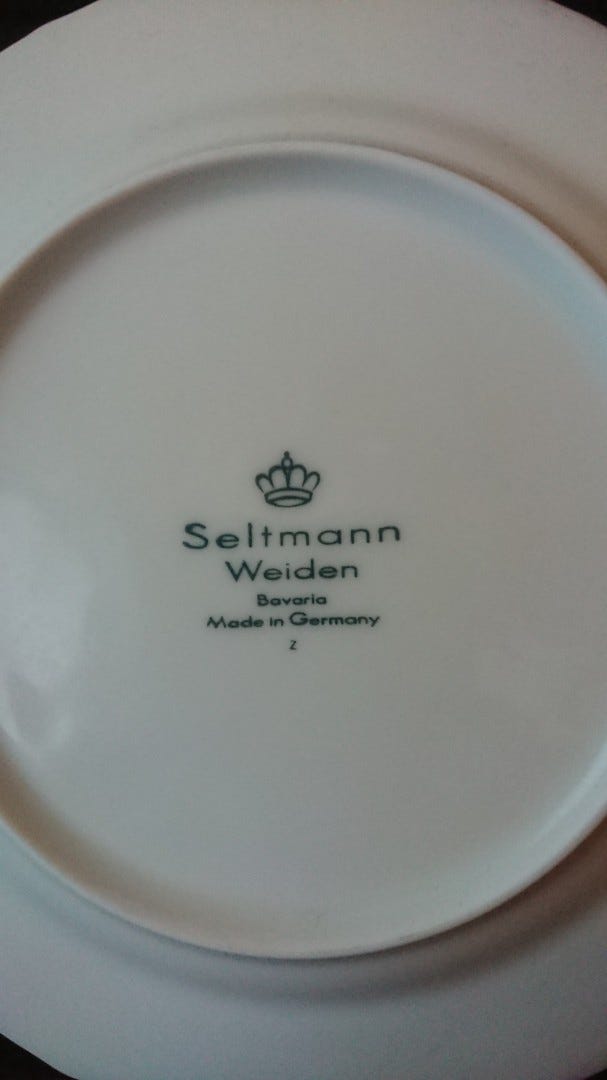 Seltmann
Weiden
Bavaria
Made in Germany
Z